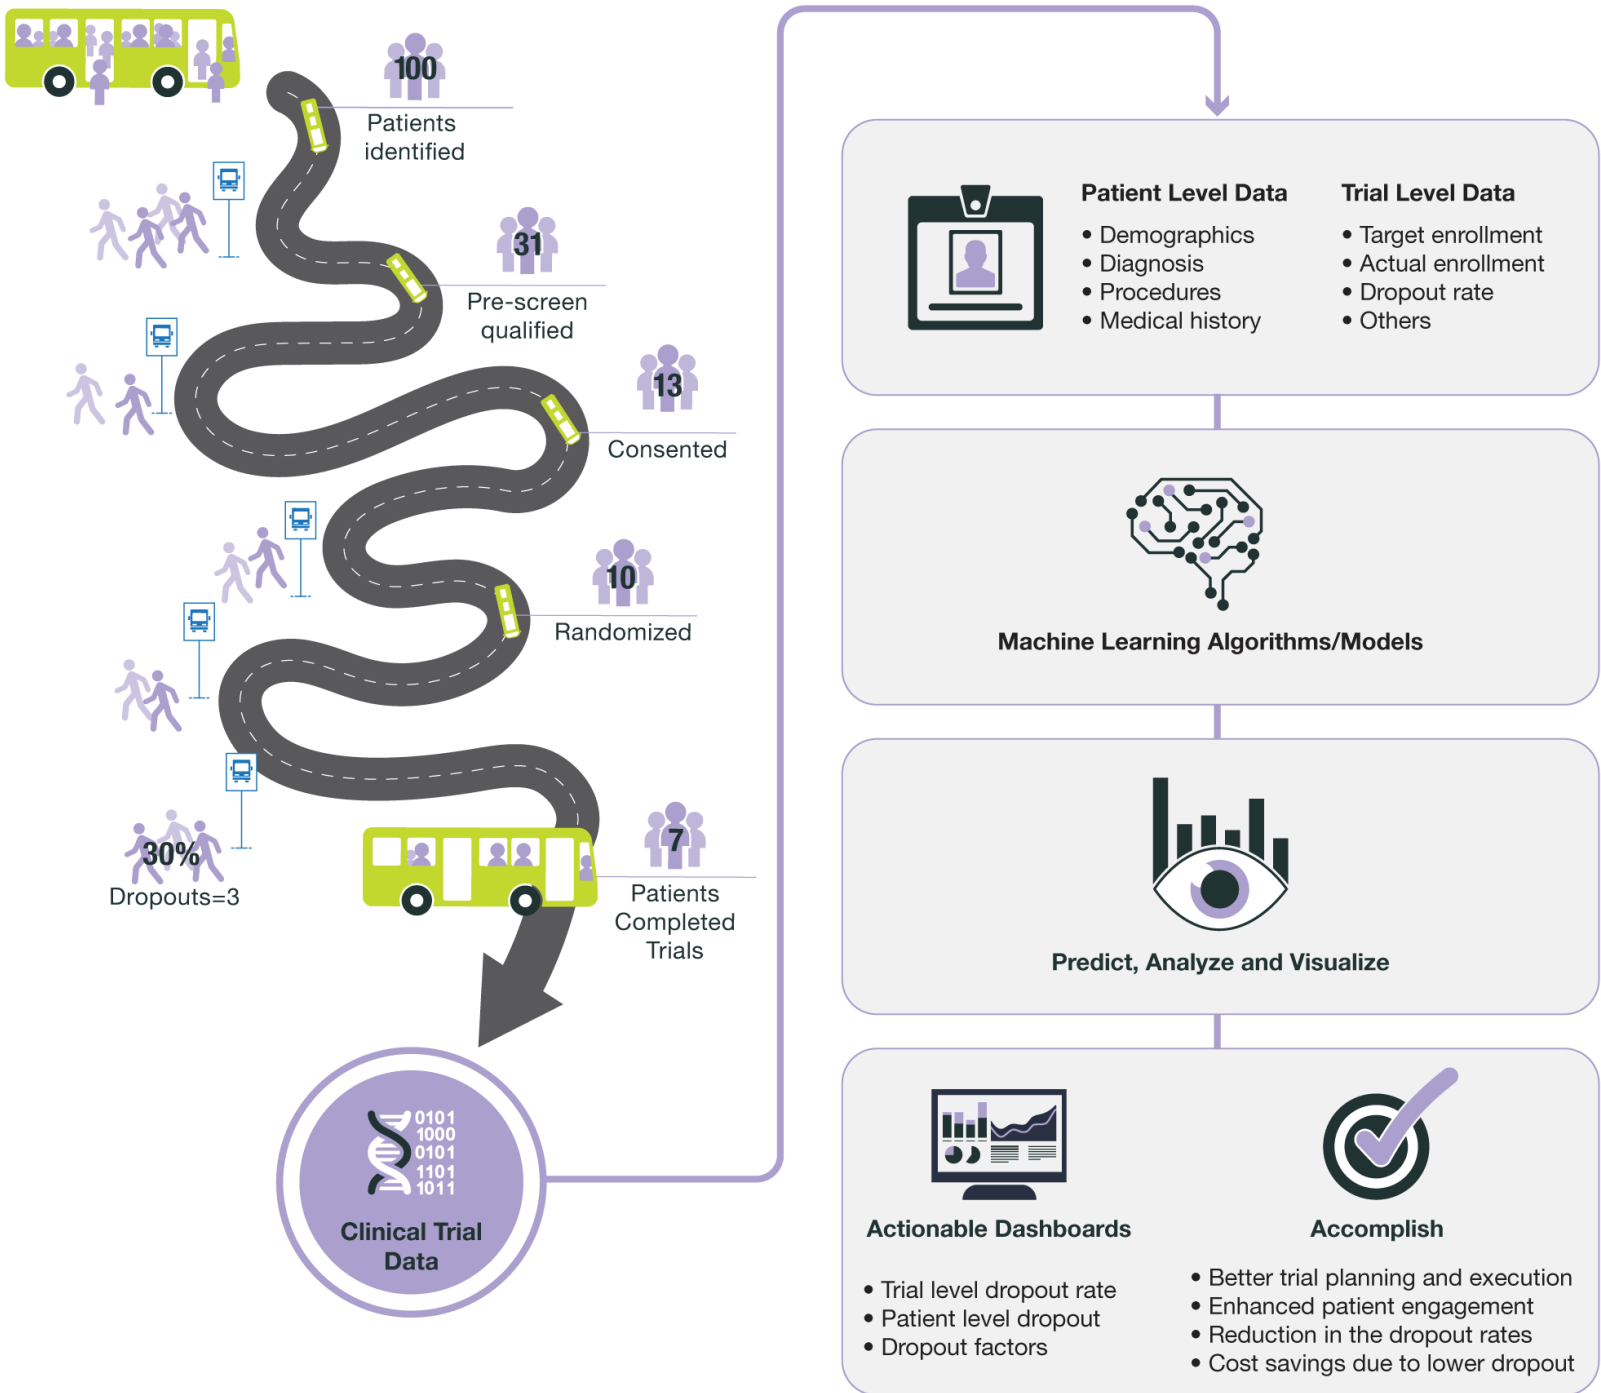 100
Patients
identified
31
Pre-screen
qualified
13
Consented
10
Randomized
30%
Dropouts=3
7
Patients
Completed
Trials
0101
1000
0101
1101
1011
Clinical Trial
Data
Patient Level Data
• Demographics
• Diagnosis
• Procedures
• Medical history
Trial Level Data
• Target enrollment
• Actual enrollment
• Dropout rate
• Others
Machine Learning Algorithms/Models
Predict, Analyze and Visualize
Actionable Dashboards
• Trial level dropout rate
• Patient level dropout
• Dropout factors
Accomplish
• Better trial planning and execution
• Enhanced patient engagement
• Reduction in the dropout rates
• Cost savings due to lower dropout